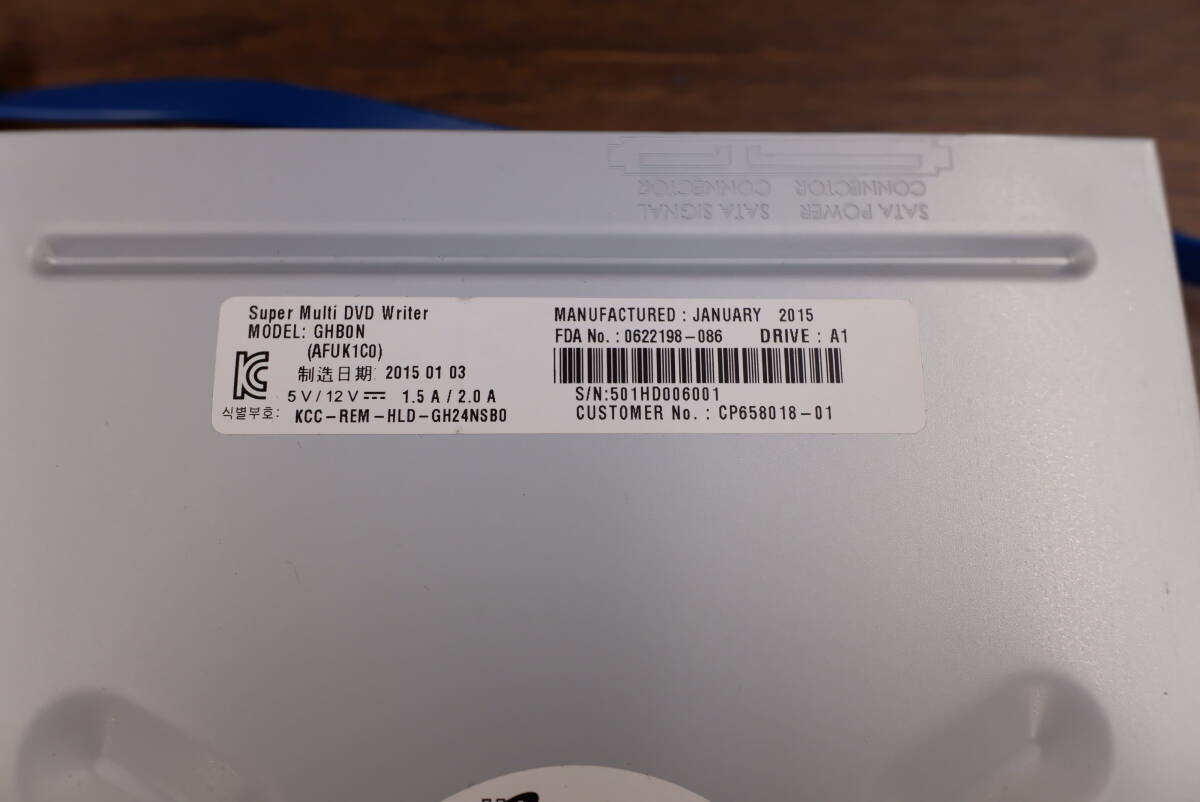 SATA SIGNAL CONNECTOR
SATA POWER CONNECTOR
Super Multi DVD Writer
MODEL: GHB0N
(AFUK1C0)
制造日期: 2015 01 03
5V/12V 1.5 A / 2.0 A
식별부호: KCC-REM-HLD-GH24NSB0
MANUFACTURED : JANUARY 2015
FDA No. : 0622198-086 DRIVE : A1
S/N:501HD006001
CUSTOMER No. : CP658018-01